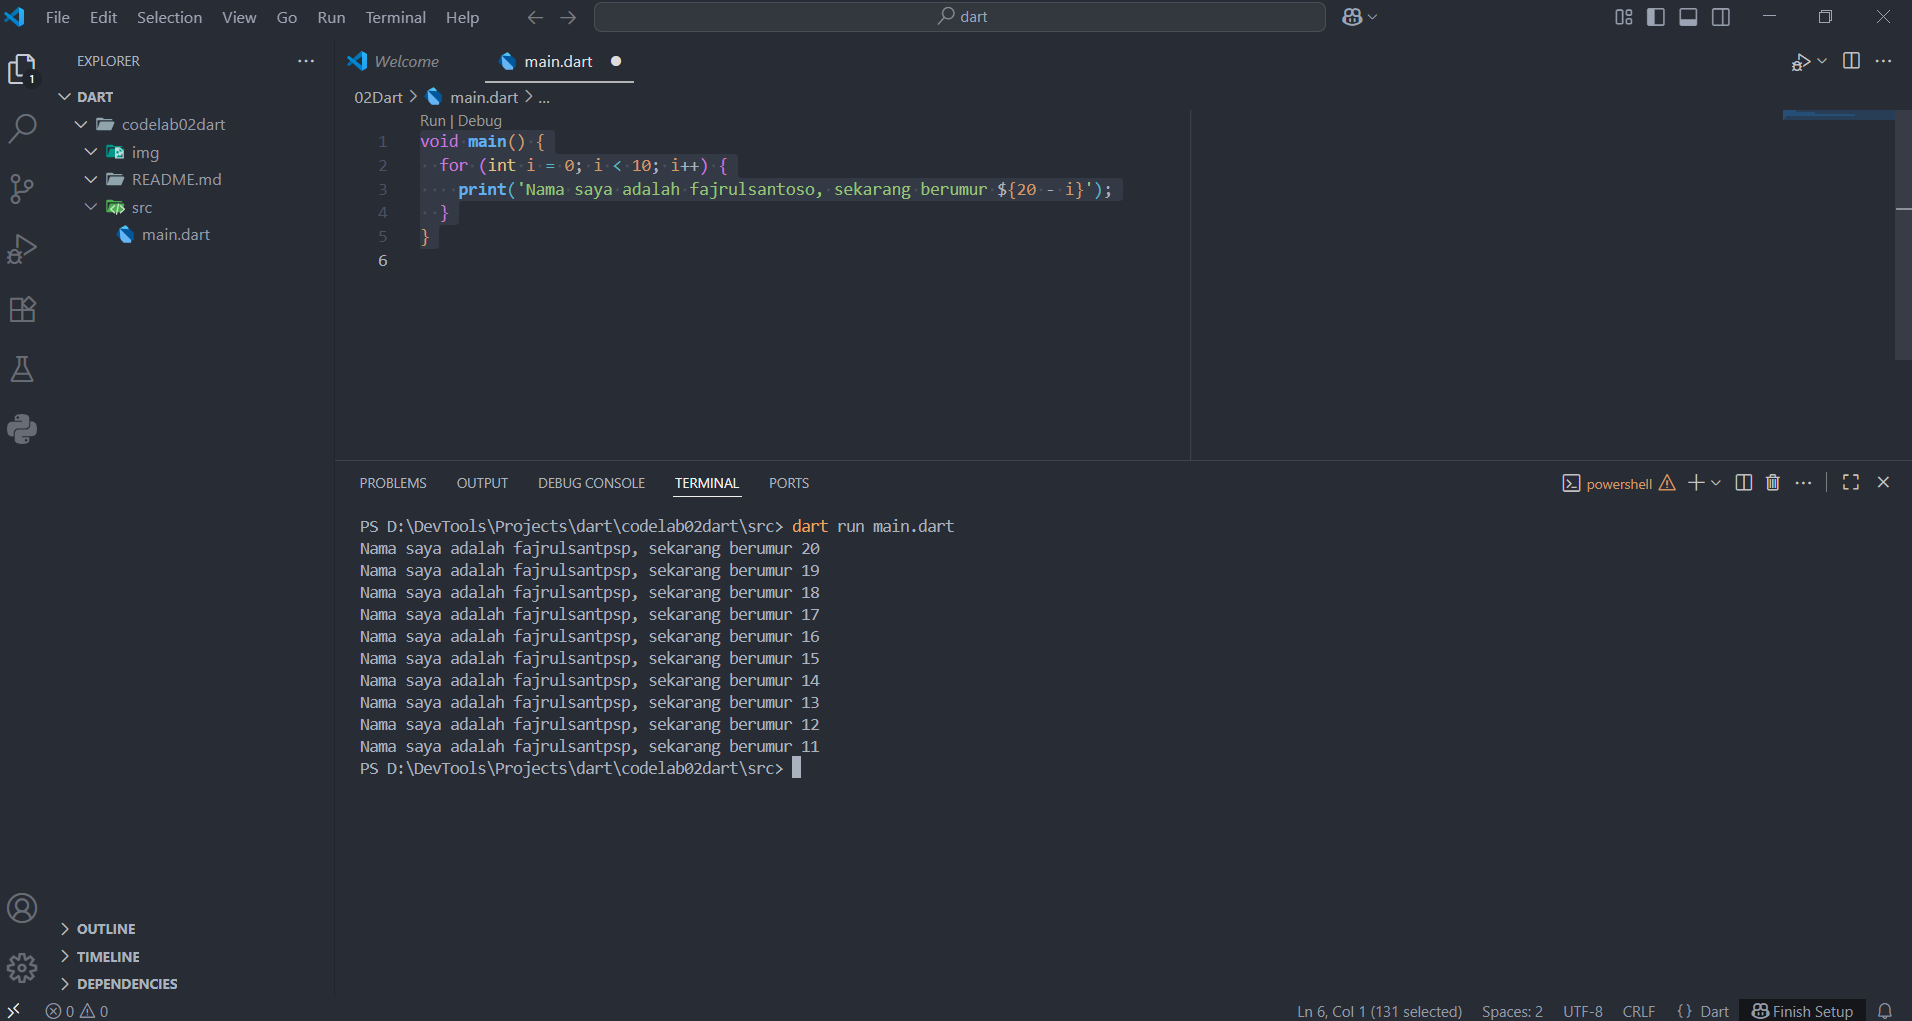 File Edit Selection View Go Run Terminal Help
dart
EXPLORER
Welcome
main.dart
1
DART
codelab02dart
img
README.md
src
main.dart
02Dart > main.dart > ...
Run | Debug
1 void main() {
2 for (int i = 0; i < 10; i++) {
3 print('Nama saya adalah fajrulsantoso, sekarang berumur ${20 - i}');
4 }
5 }
6
PROBLEMS OUTPUT DEBUG CONSOLE TERMINAL PORTS
powershell
PS D:\DevTools\Projects\dart\codelab02dart\src> dart run main.dart
Nama saya adalah fajrulsantpsp, sekarang berumur 20
Nama saya adalah fajrulsantpsp, sekarang berumur 19
Nama saya adalah fajrulsantpsp, sekarang berumur 18
Nama saya adalah fajrulsantpsp, sekarang berumur 17
Nama saya adalah fajrulsantpsp, sekarang berumur 16
Nama saya adalah fajrulsantpsp, sekarang berumur 15
Nama saya adalah fajrulsantpsp, sekarang berumur 14
Nama saya adalah fajrulsantpsp, sekarang berumur 13
Nama saya adalah fajrulsantpsp, sekarang berumur 12
Nama saya adalah fajrulsantpsp, sekarang berumur 11
PS D:\DevTools\Projects\dart\codelab02dart\src>
OUTLINE
TIMELINE
DEPENDENCIES
0 0
Ln 6, Col 1 (131 selected) Spaces: 2 UTF-8 CRLF { } Dart Finish Setup